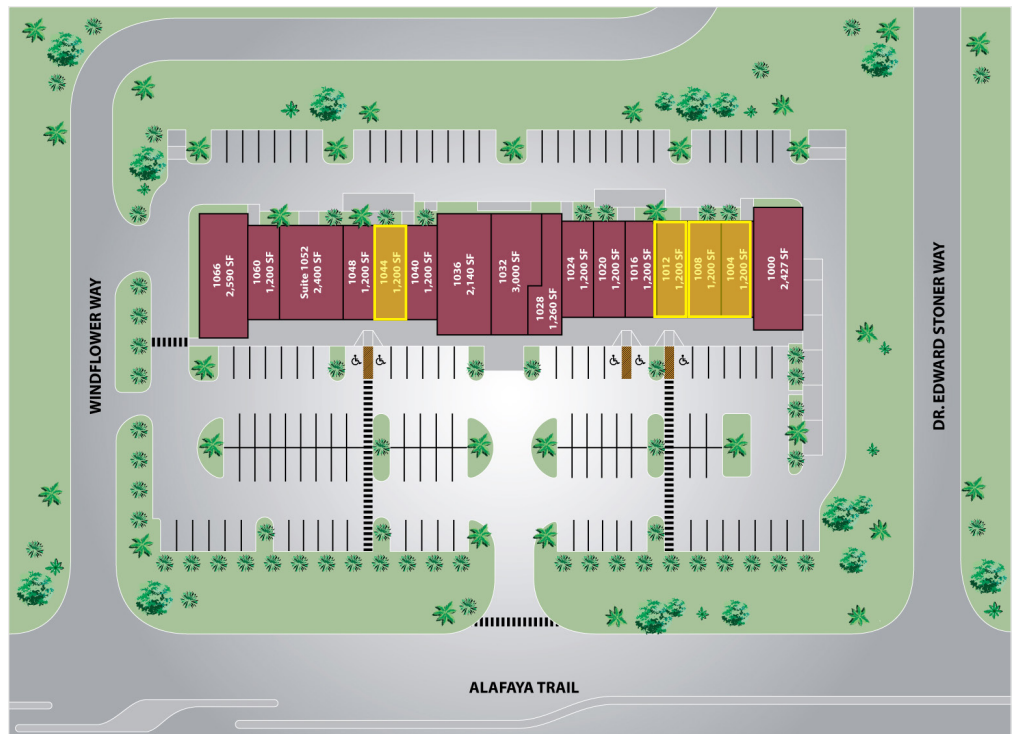 WINDFLOWER WAY
1066
2,590 SF
1060
1,200 SF
Suite 1052
2,400 SF
1048
1,200 SF
1044
1,200 SF
1040
1,200 SF
1036
2,140 SF
1032
3,000 SF
1028
1,260 SF
1024
1,200 SF
1020
1,200 SF
1016
1,200 SF
1012
1,200 SF
1008
1,200 SF
1004
1,200 SF
1000
2,427 SF
DR. EDWARD STONER WAY
ALAFAYA TRAIL